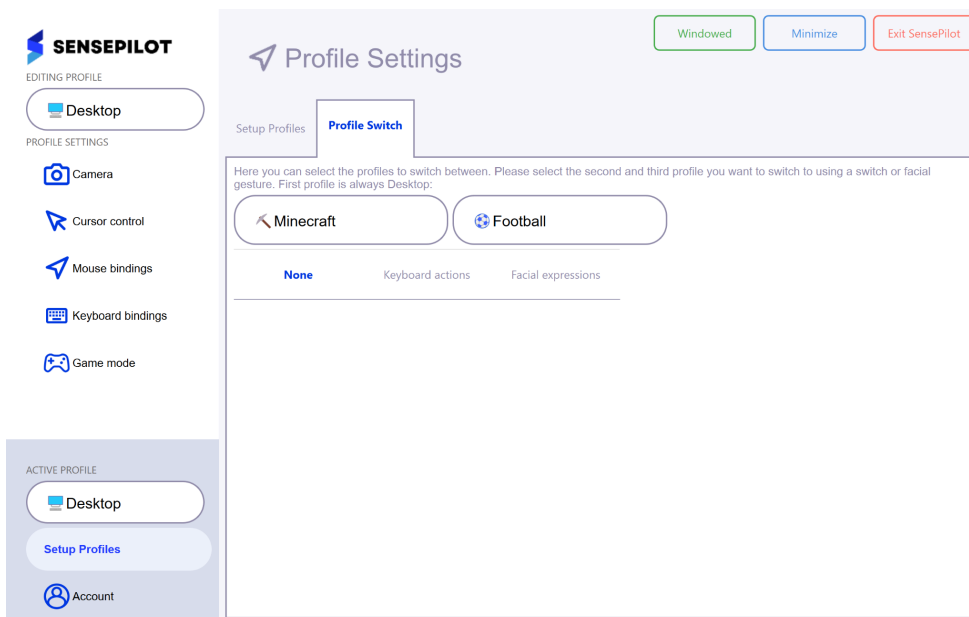 SENSEPILOT
EDITING PROFILE
Desktop
PROFILE SETTINGS
Camera
Cursor control
Mouse bindings
Keyboard bindings
Game mode
ACTIVE PROFILE
Desktop
Setup Profiles
Account
Profile Settings
Windowed
Minimize
Exit SensePilot
Setup Profiles
Profile Switch
Here you can select the profiles to switch between. Please select the second and third profile you want to switch to using a switch or facial
gesture. First profile is always Desktop:
Minecraft
Football
None
Keyboard actions
Facial expressions